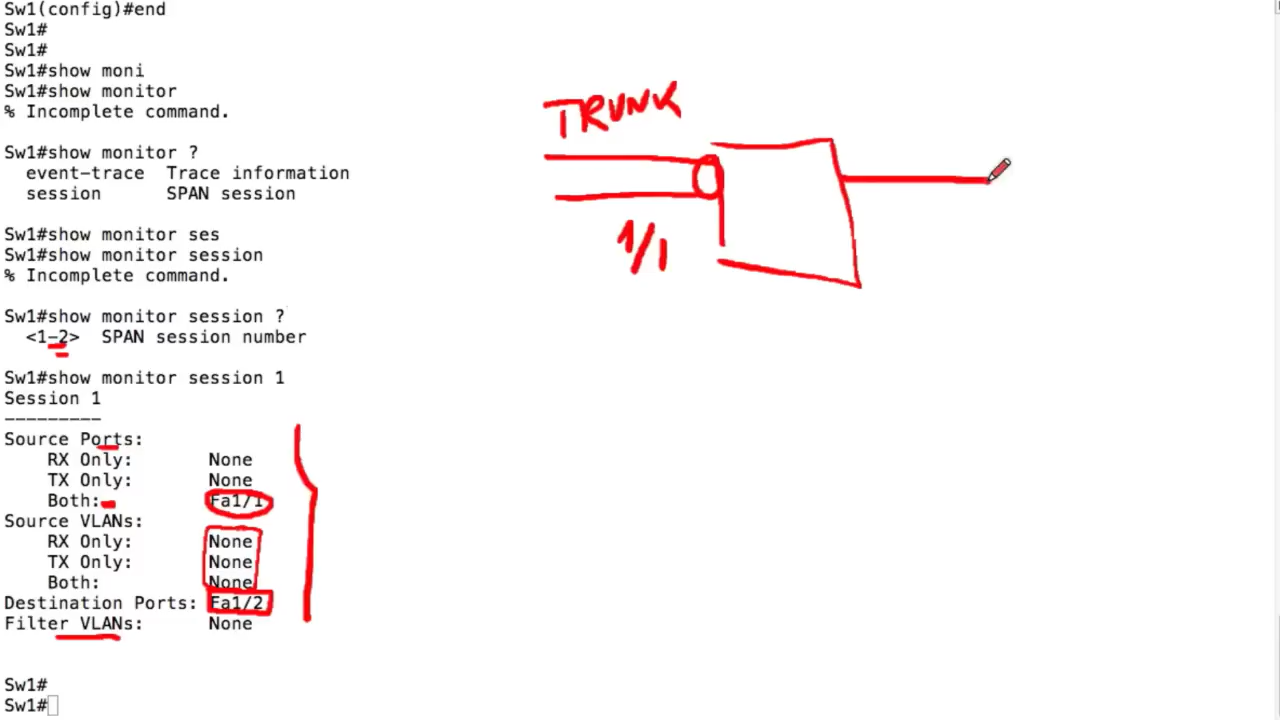 Sw1(config)#end
Sw1#
Sw1#
Sw1#show moni
Sw1#show monitor
% Incomplete command.
Sw1#show monitor ?
event-trace Trace information
session SPAN session
Sw1#show monitor ses
Sw1#show monitor session
% Incomplete command.
Sw1#show monitor session ?
<1-2> SPAN session number
Sw1#show monitor session 1
Session 1
---------
Source Ports:
RX Only: None
TX Only: None
Both: Fa1/1
Source VLANs:
RX Only: None
TX Only: None
Both: None
Destination Ports: Fa1/2
Filter VLANs: None
Sw1#
Sw1#
TRUNK
1/1